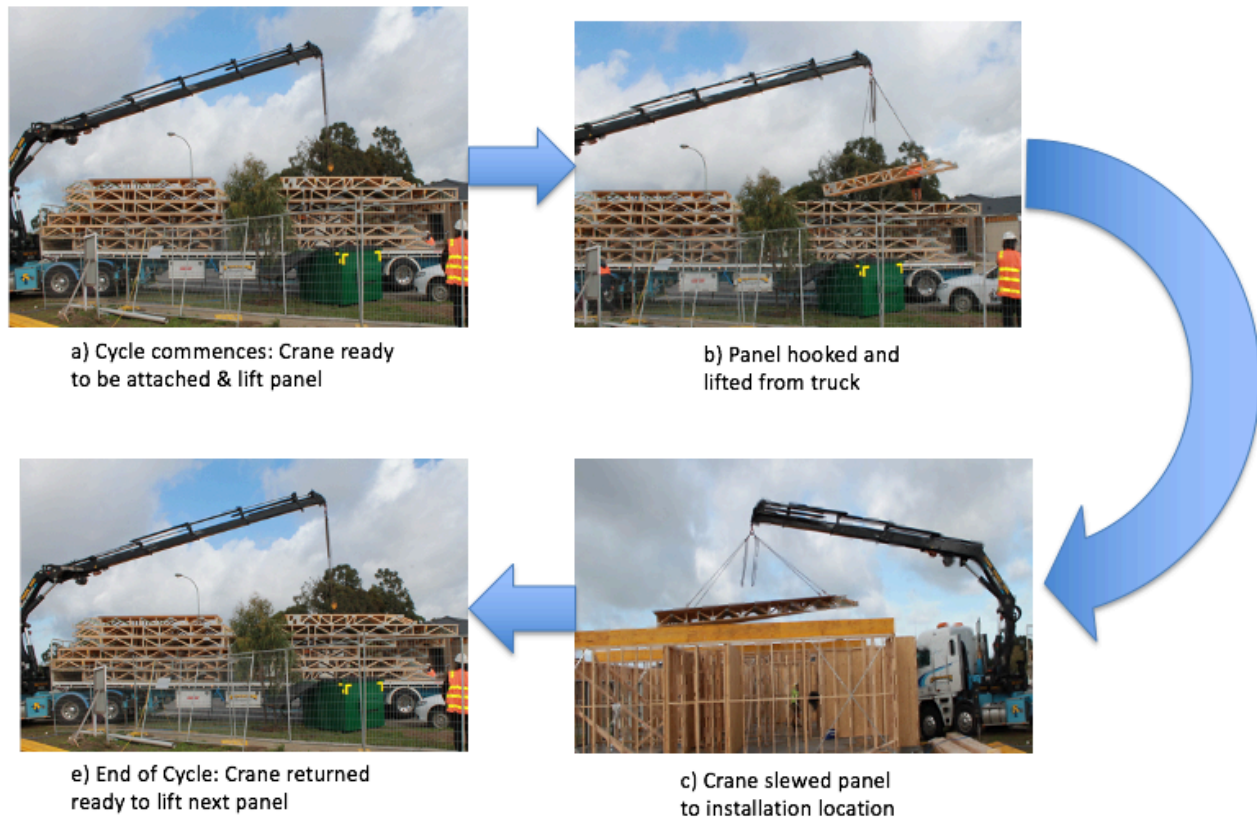 a) Cycle commences: Crane ready
to be attached & lift panel
b) Panel hooked and
lifted from truck
c) Crane slewed panel
to installation location
e) End of Cycle: Crane returned
ready to lift next panel